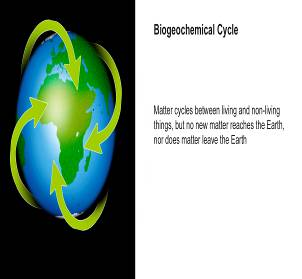 Biogeochemical Cycle
Matter cycles between living and non-living
things, but no new matter reaches the Earth,
nor does matter leave the Earth